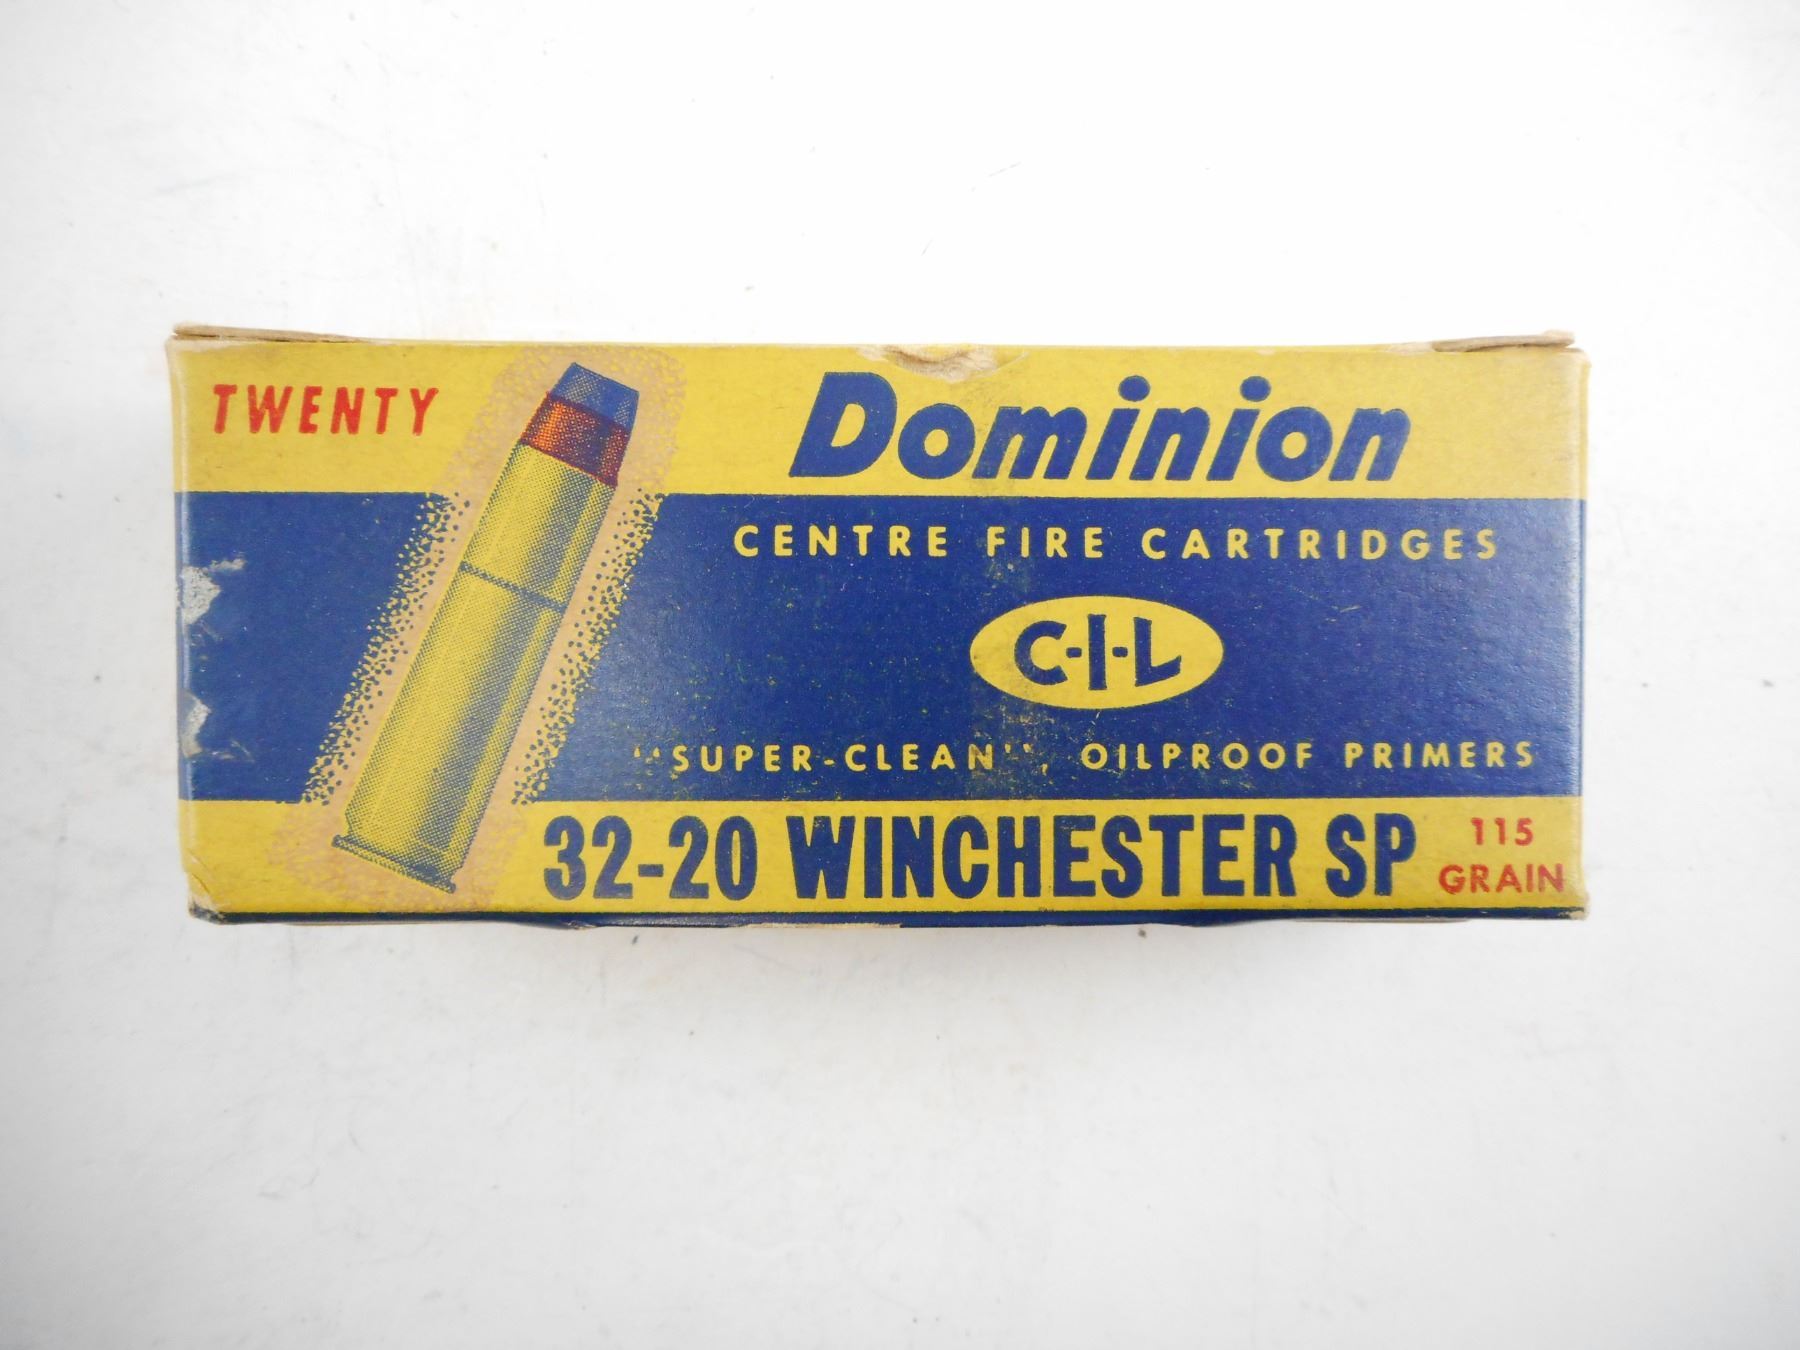 TWENTY
Dominion
CENTRE FIRE CARTRIDGES
C-I-L
"SUPER-CLEAN", OILPROOF PRIMERS
32-20 WINCHESTER SP
115
GRAIN